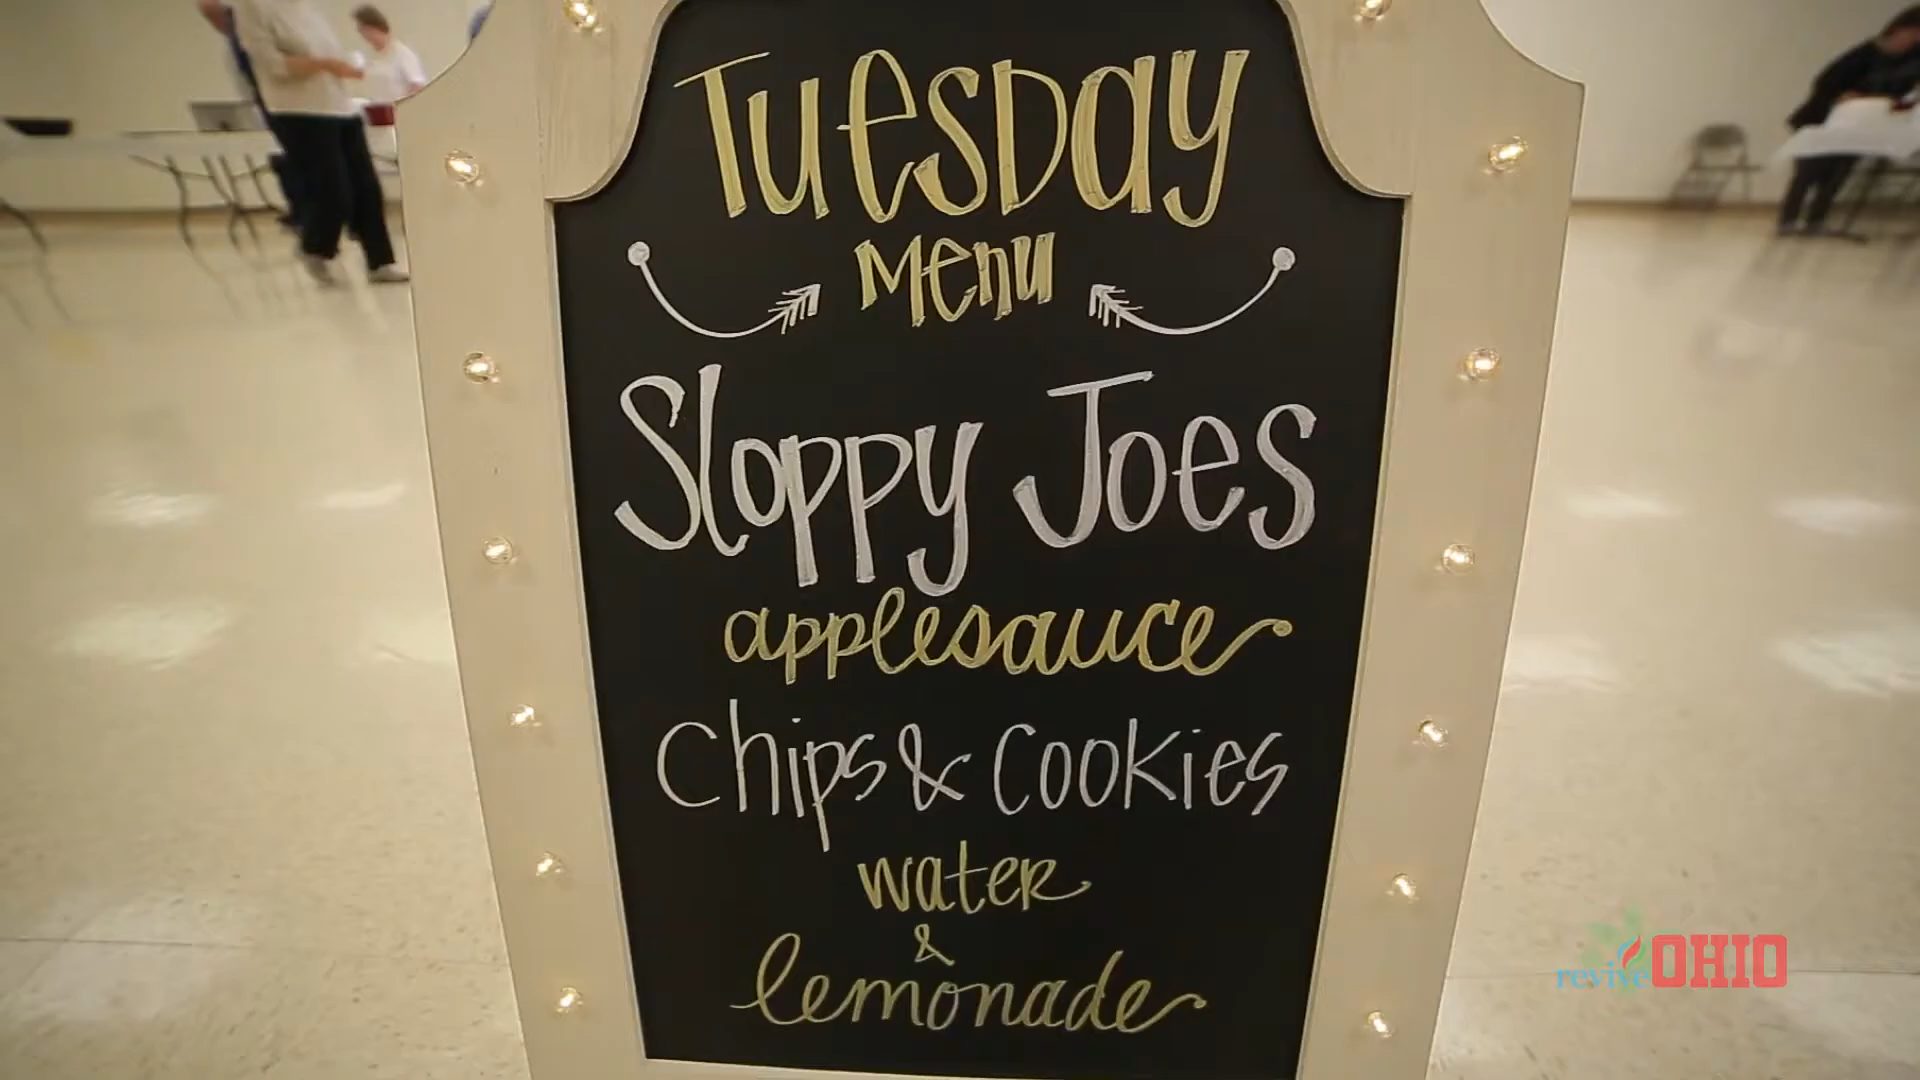 Tuesday
Menu
Sloppy Joes
applesauce
Chips & Cookies
water
&
lemonade
revive OHIO